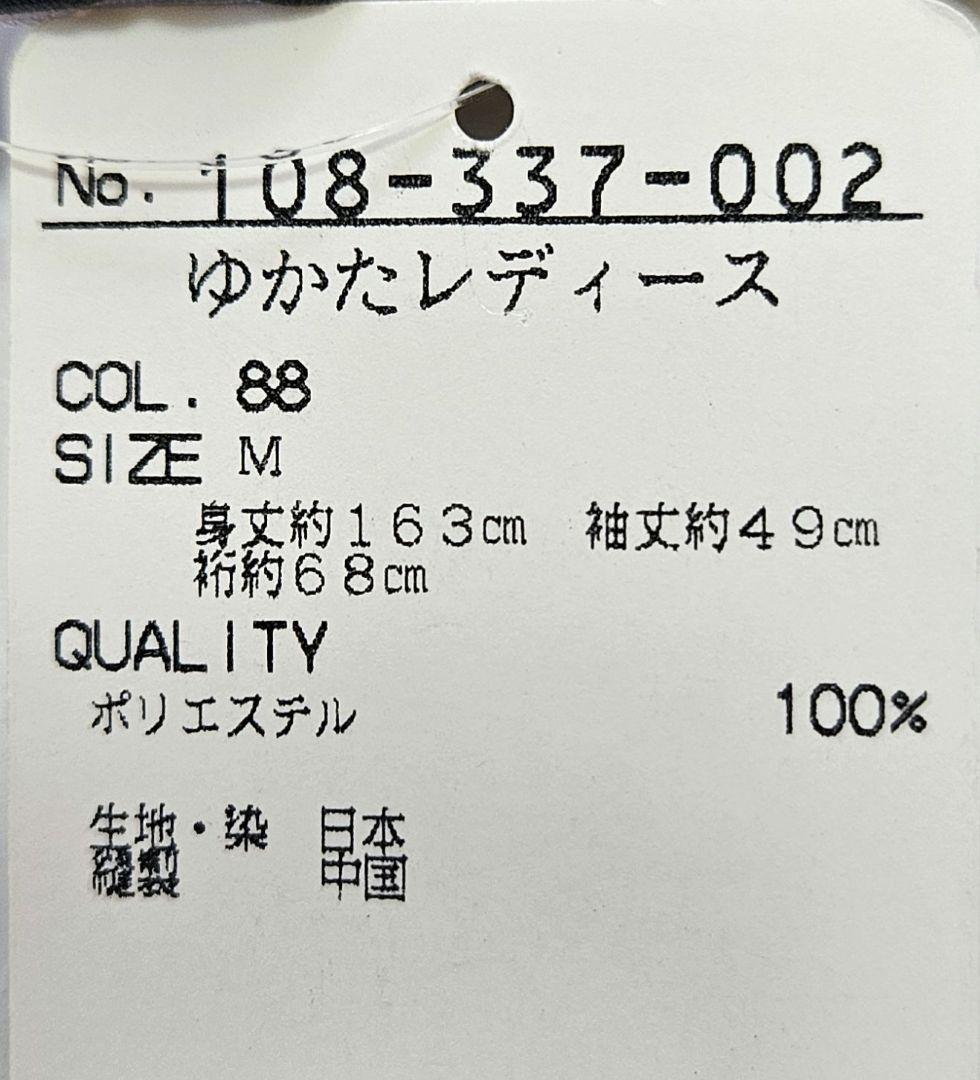 No. 108-337-002
ゆかたレディース
COL. 88
SIZE M
身丈約163cm 袖丈約49cm
裄約68cm
QUALITY
ポリエステル 100%
生地・染 日本
縫製 中国